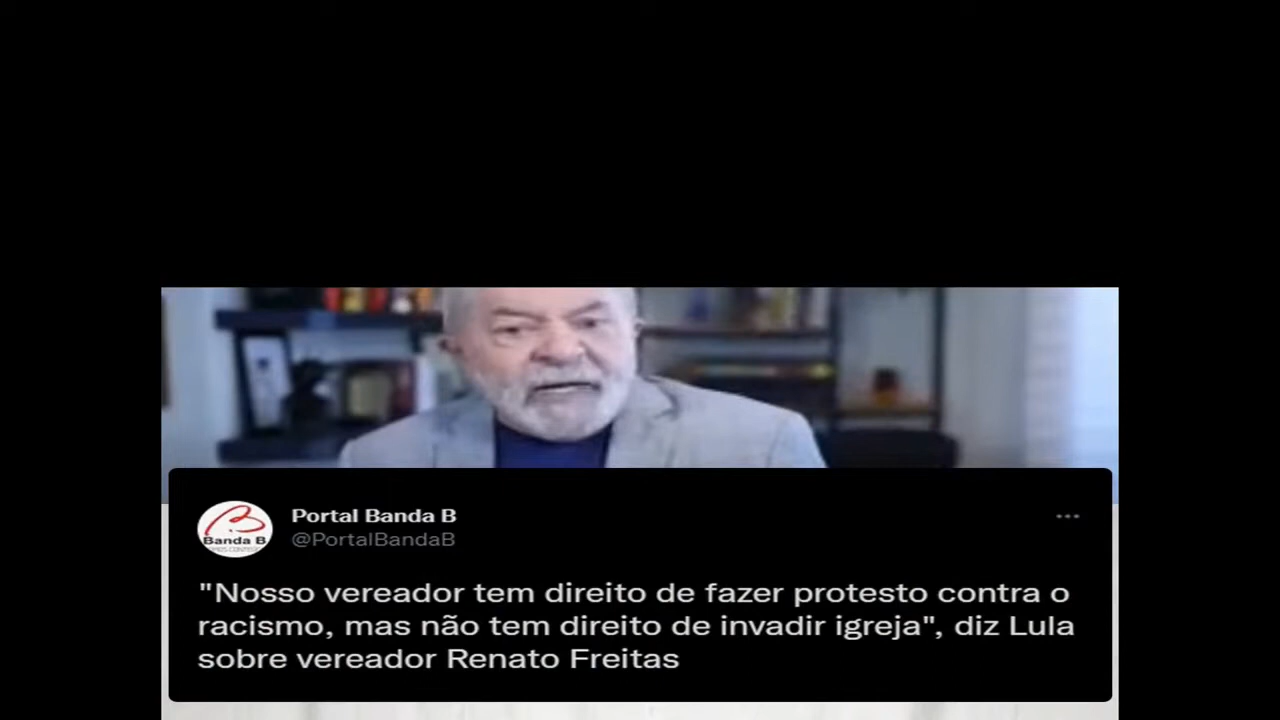 Portal Banda B
@PortalBandaB
Banda B
"Nosso vereador tem direito de fazer protesto contra o
racismo, mas não tem direito de invadir igreja", diz Lula
sobre vereador Renato Freitas